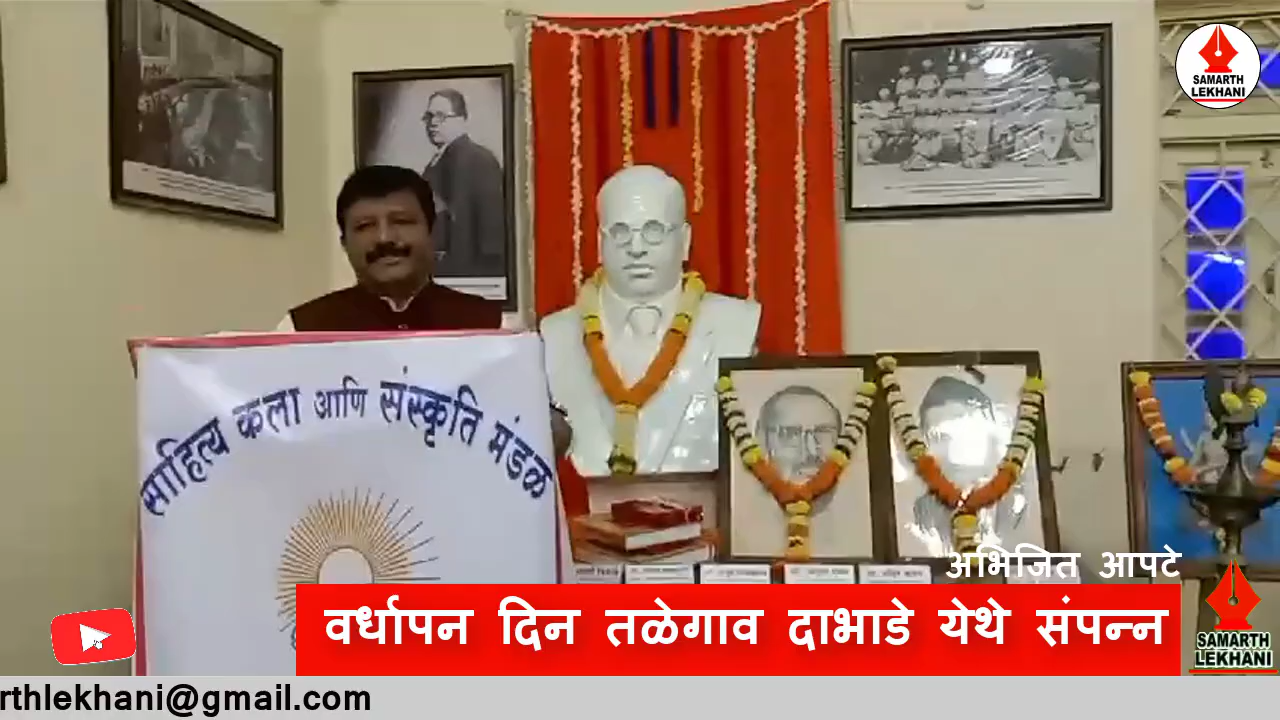 SAMARTH
LEKHANI
साहित्य कला आणि संस्कृति मंडळ
अभिजित आपटे
वर्धापन दिन तळेगाव दाभाडे येथे संपन्न
SAMARTH
LEKHANI
rthlekhani@gmail.com